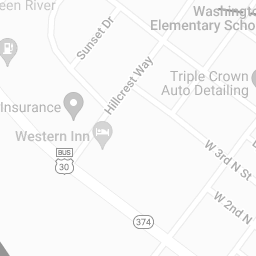 een River
Washingto
Elementary Scho
Sunset Dr
Hillcrest Way
Triple Crown
Auto Detailing
Insurance
Western Inn
BUS
30
W 3rd N St
W 2nd N
374